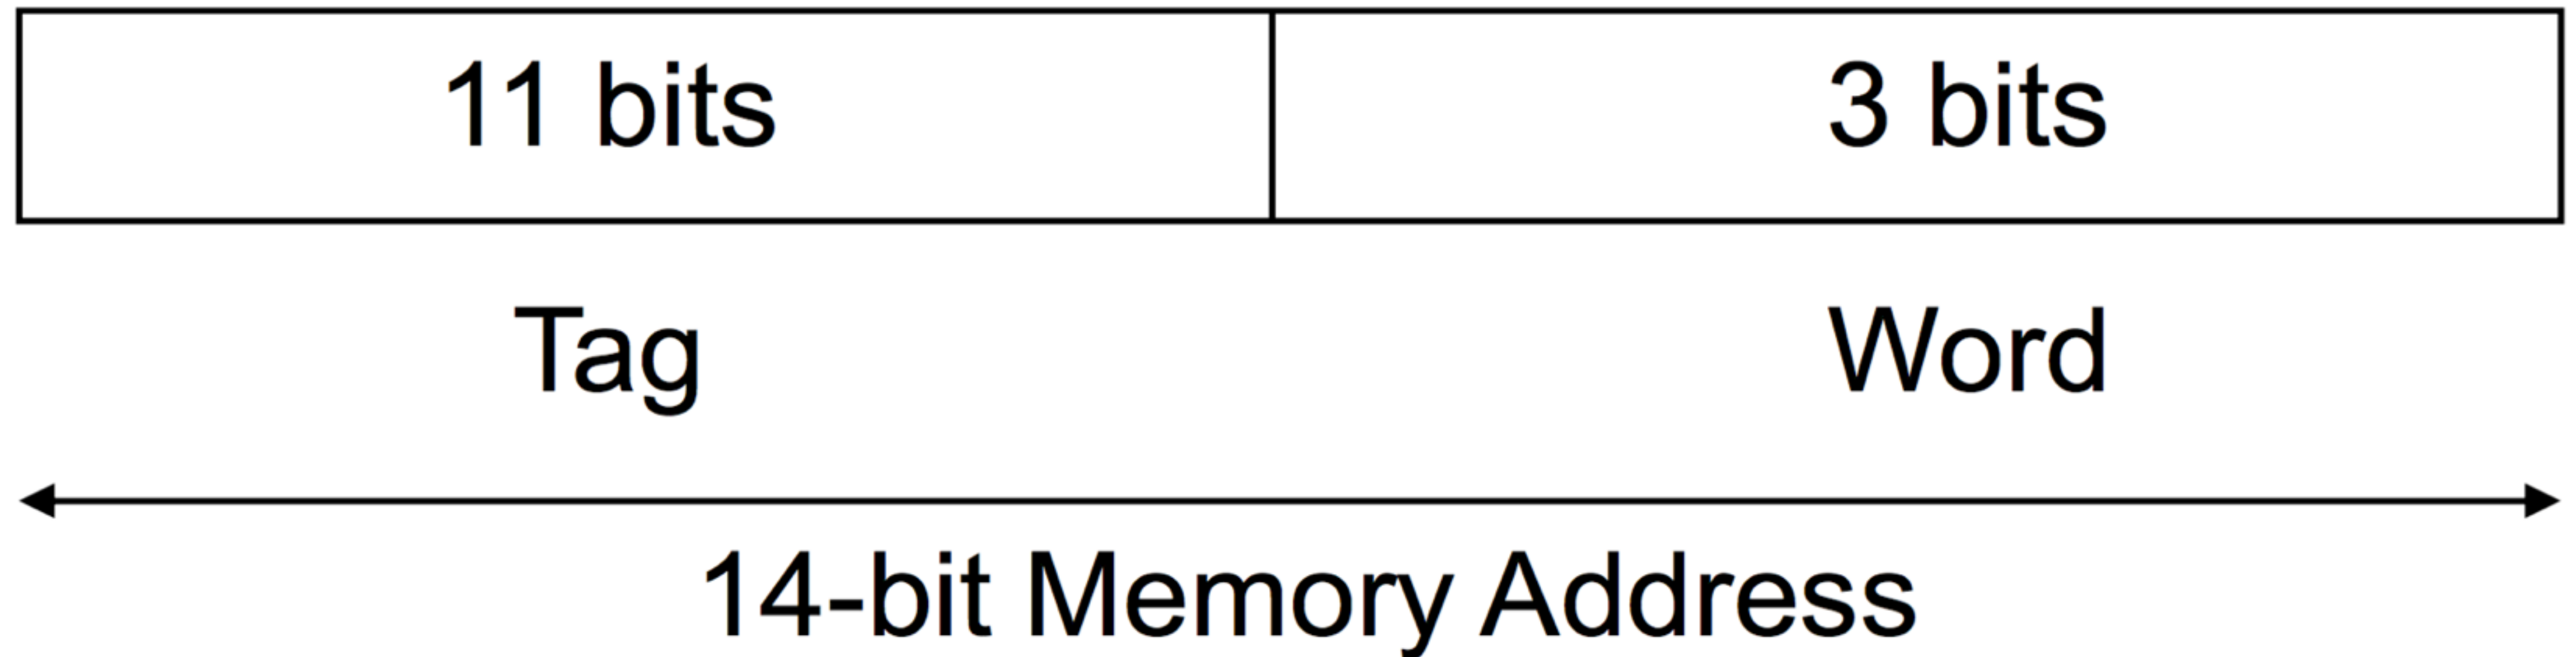 11 bits 3 bits
Tag Word
14-bit Memory Address